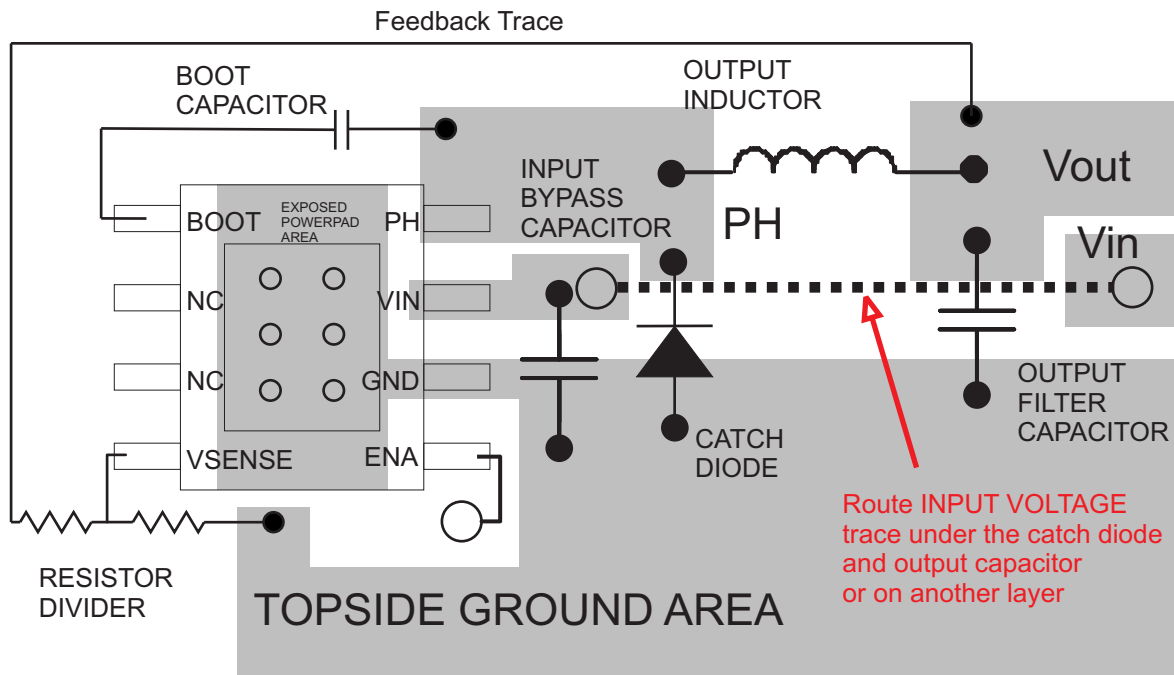 Feedback Trace
BOOT
CAPACITOR
OUTPUT
INDUCTOR
INPUT
BYPASS
CAPACITOR
Vout
PH
Vin
EXPOSED
POWERPAD
AREA
BOOT
PH
NC
VIN
NC
GND
VSENSE
ENA
CATCH
DIODE
OUTPUT
FILTER
CAPACITOR
Route INPUT VOLTAGE
trace under the catch diode
and output capacitor
or on another layer
RESISTOR
DIVIDER
TOPSIDE GROUND AREA